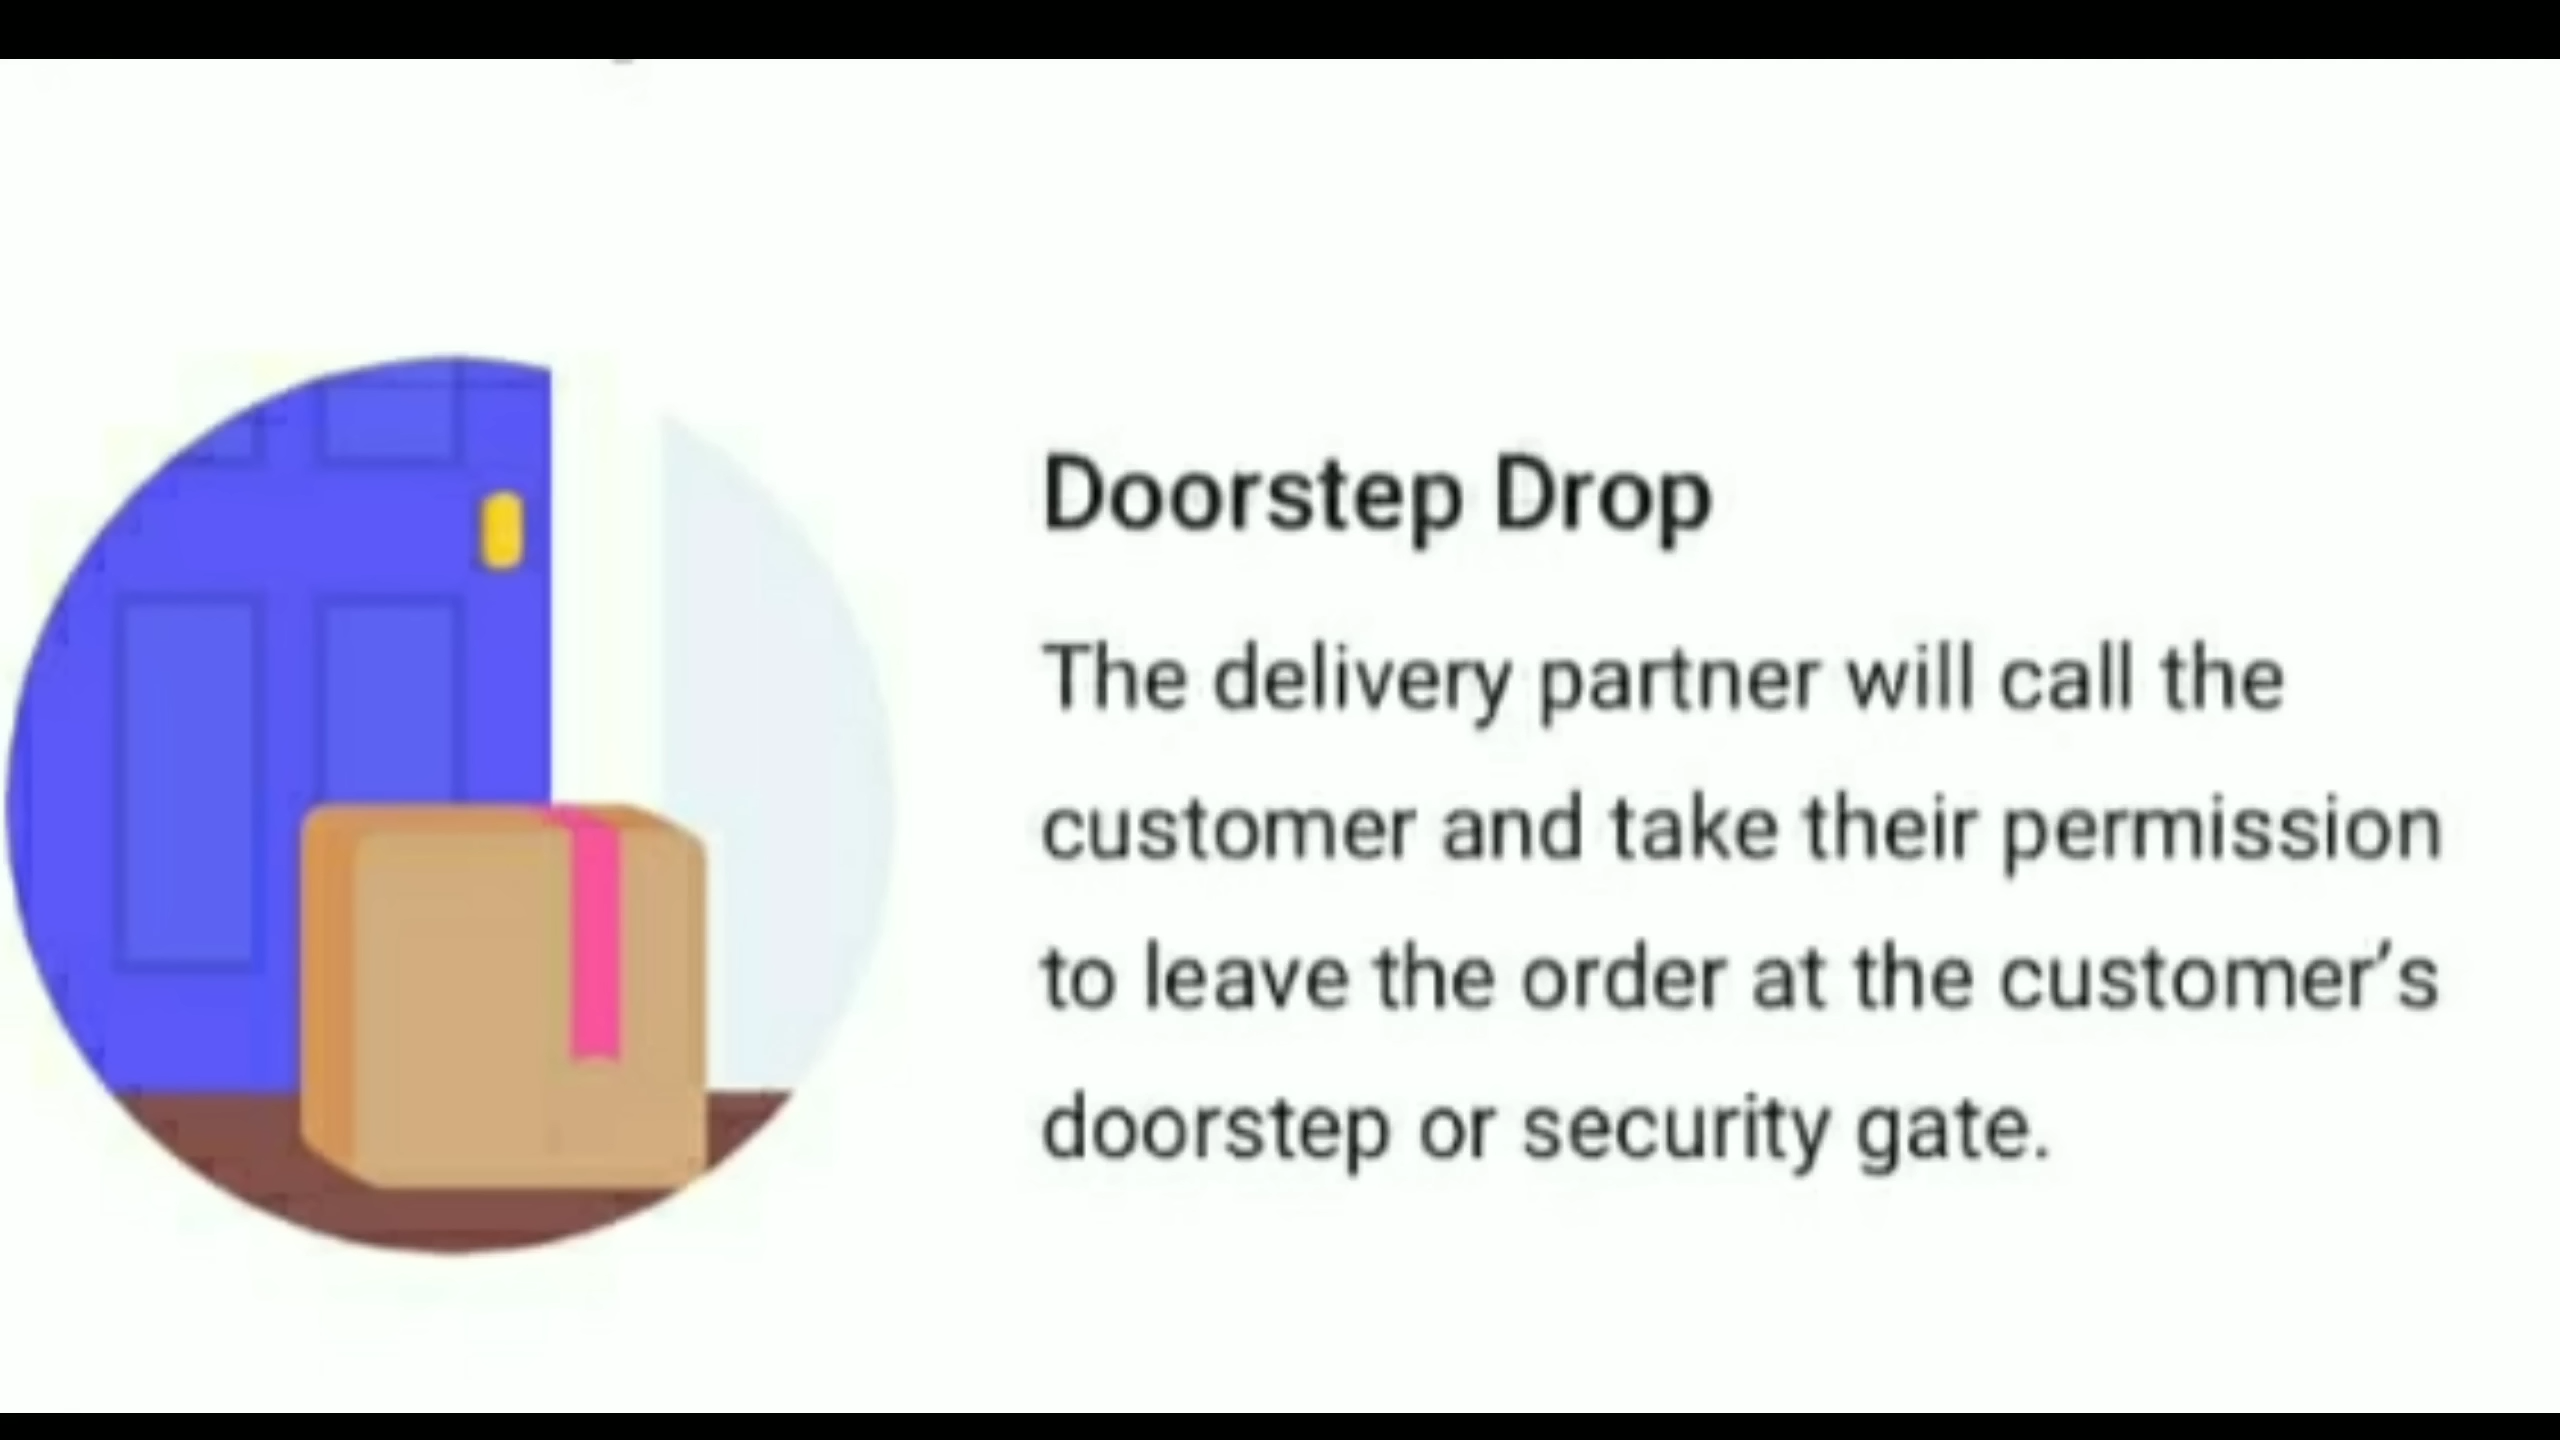 Doorstep Drop
The delivery partner will call the
customer and take their permission
to leave the order at the customer’s
doorstep or security gate.